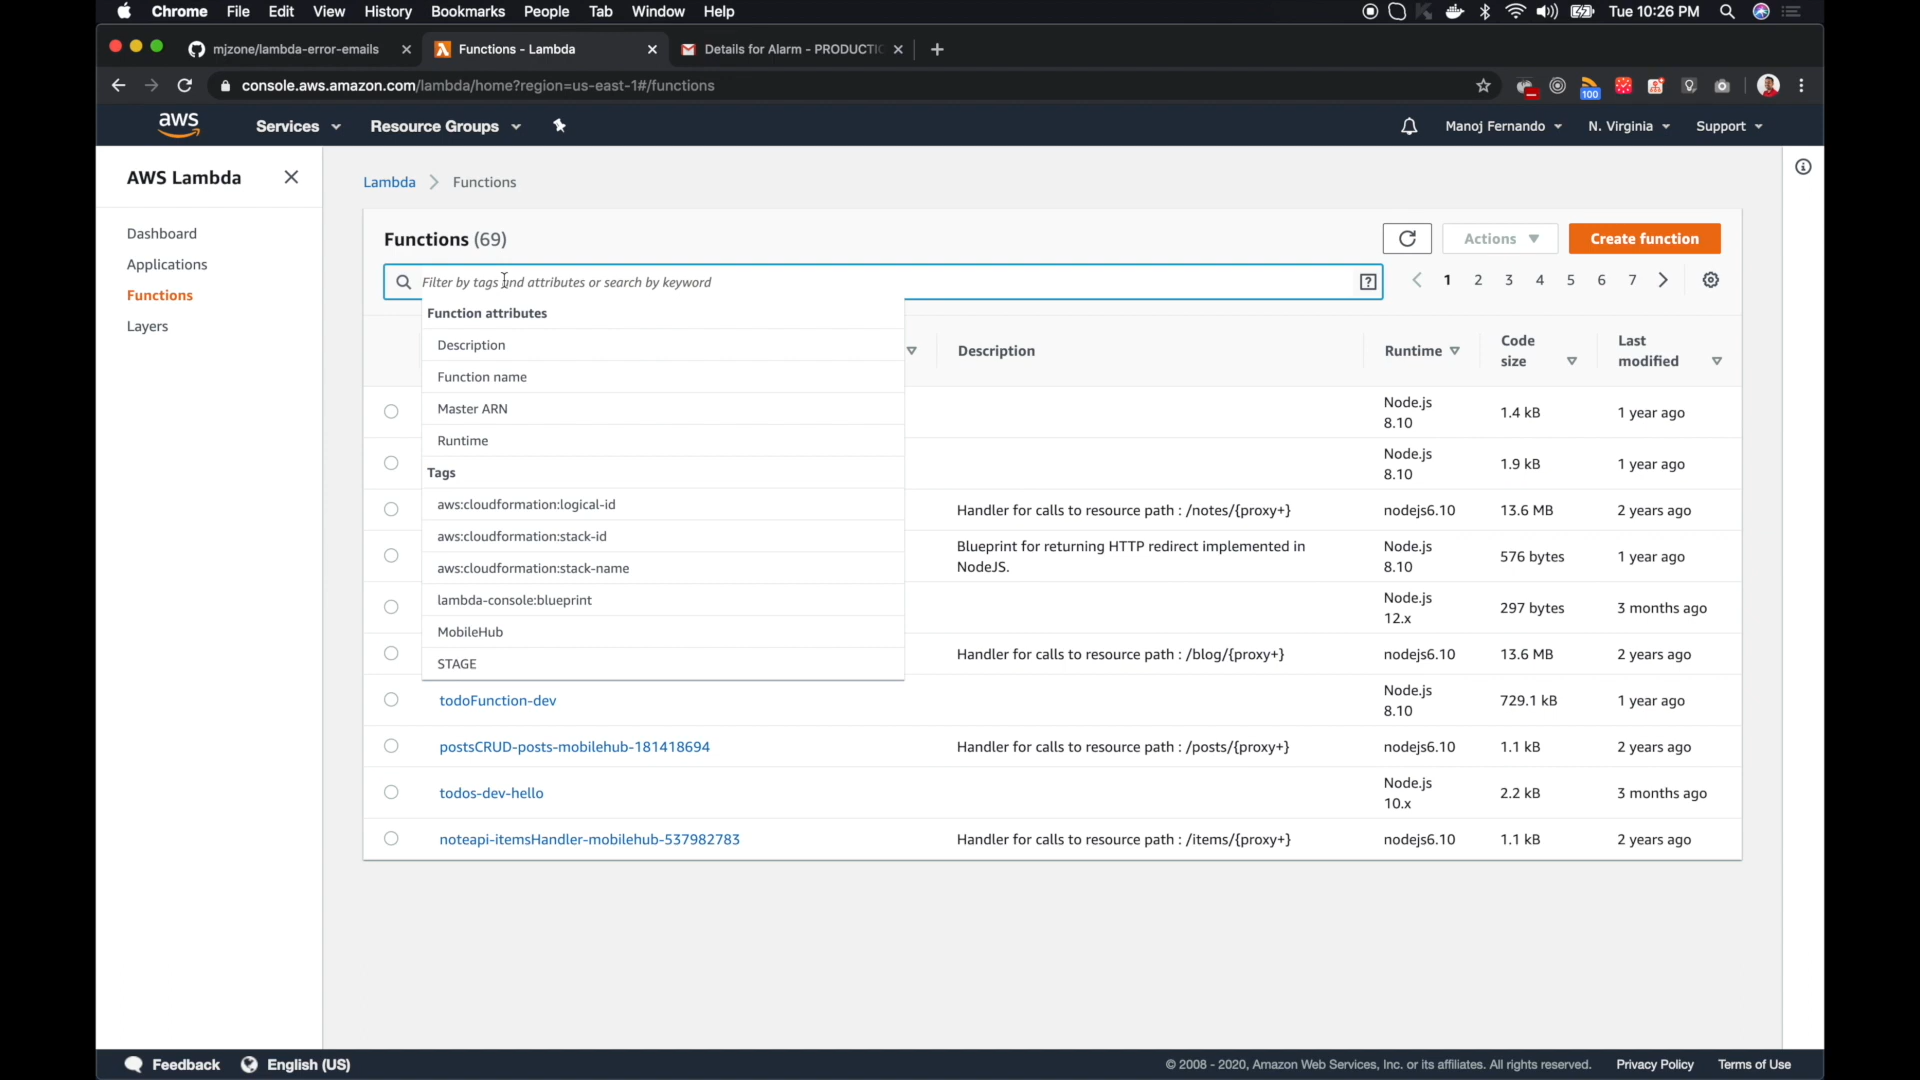 Chrome File Edit View History Bookmarks People Tab Window Help Tue 10:26 PM
mjzone/lambda-error-emails Functions - Lambda Details for Alarm - PRODUCTIO
console.aws.amazon.com/lambda/home?region=us-east-1#/functions 100
aws Services Resource Groups Manoj Fernando N. Virginia Support
AWS Lambda
Dashboard
Applications
Functions
Layers
Lambda Functions
Functions (69) Actions Create function
Filter by tags and attributes or search by keyword ? 1 2 3 4 5 6 7
Function attributes
Description
Function name
Master ARN
Runtime
Tags
aws:cloudformation:logical-id
aws:cloudformation:stack-id
aws:cloudformation:stack-name
lambda-console:blueprint
MobileHub
STAGE
Description Runtime Code size Last modified
Node.js 8.10 1.4 kB 1 year ago
Node.js 8.10 1.9 kB 1 year ago
Handler for calls to resource path : /notes/{proxy+} nodejs6.10 13.6 MB 2 years ago
Blueprint for returning HTTP redirect implemented in NodeJS. Node.js 8.10 576 bytes 1 year ago
Node.js 12.x 297 bytes 3 months ago
Handler for calls to resource path : /blog/{proxy+} nodejs6.10 13.6 MB 2 years ago
todoFunction-dev Node.js 8.10 729.1 kB 1 year ago
postsCRUD-posts-mobilehub-181418694 Handler for calls to resource path : /posts/{proxy+} nodejs6.10 1.1 kB 2 years ago
todos-dev-hello Node.js 10.x 2.2 kB 3 months ago
noteapi-itemsHandler-mobilehub-537982783 Handler for calls to resource path : /items/{proxy+} nodejs6.10 1.1 kB 2 years ago
Feedback English (US) © 2008 - 2020, Amazon Web Services, Inc. or its affiliates. All rights reserved. Privacy Policy Terms of Use